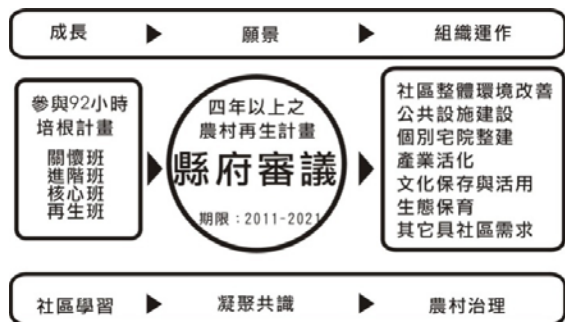 成長 ▶ 願景 ▶ 組織運作
參與92小時
培根計畫
關懷班
進階班
核心班
再生班
四年以上之
農村再生計畫
縣府審議
期限：2011-2021
社區整體環境改善
公共設施建設
個別宅院整建
產業活化
文化保存與活用
生態保育
其它具社區需求
社區學習 ▶ 凝聚共識 ▶ 農村治理